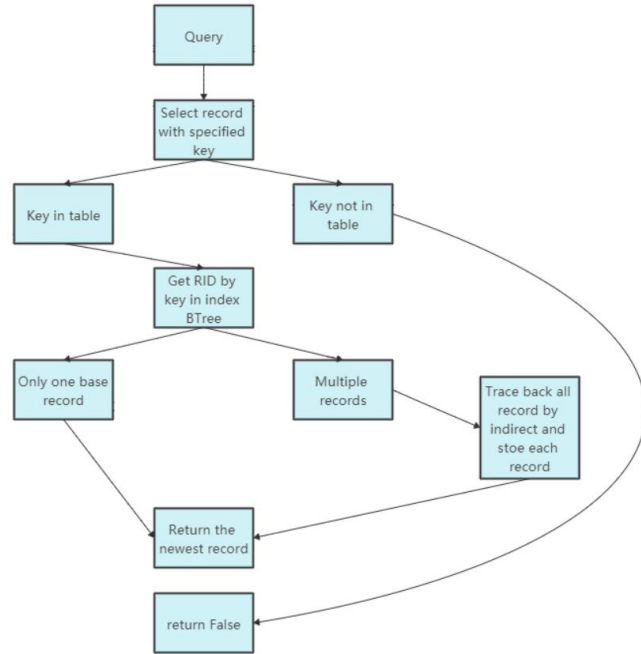 Query
Select record
with specified
key
Key in table
Key not in
table
Get RID by
key in index
BTree
Only one base
record
Multiple
records
Trace back all
record by
indirect and
stoe each
record
Return the
newest record
return False